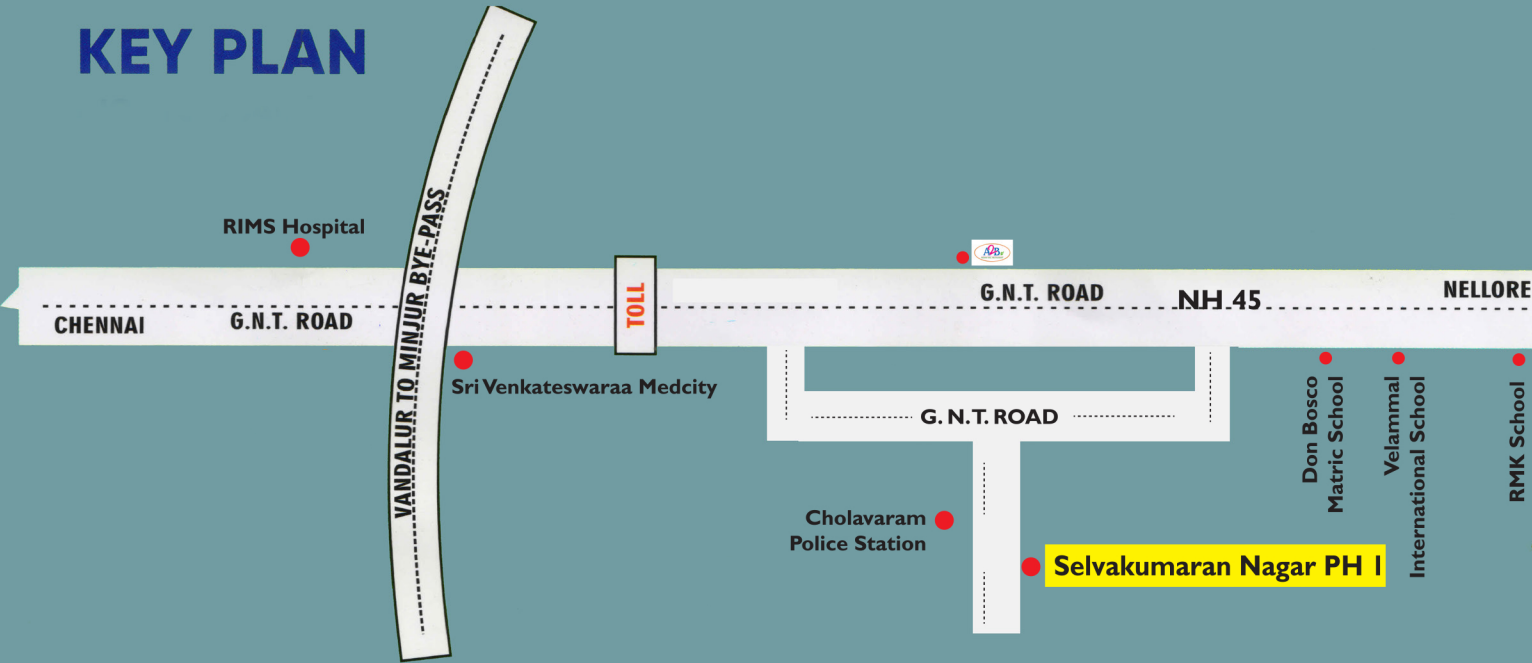 KEY PLAN
RIMS Hospital
VANDALUR TO MINJUR BYE-PASS
CHENNAI
G.N.T. ROAD
TOLL
A2B
G.N.T. ROAD
NH 45
NELLORE
Sri Venkateswaraa Medcity
G. N.T. ROAD
Don Bosco
Matric School
Velammal
International School
RMK School
Cholavaram
Police Station
Selvakumaran Nagar PH I